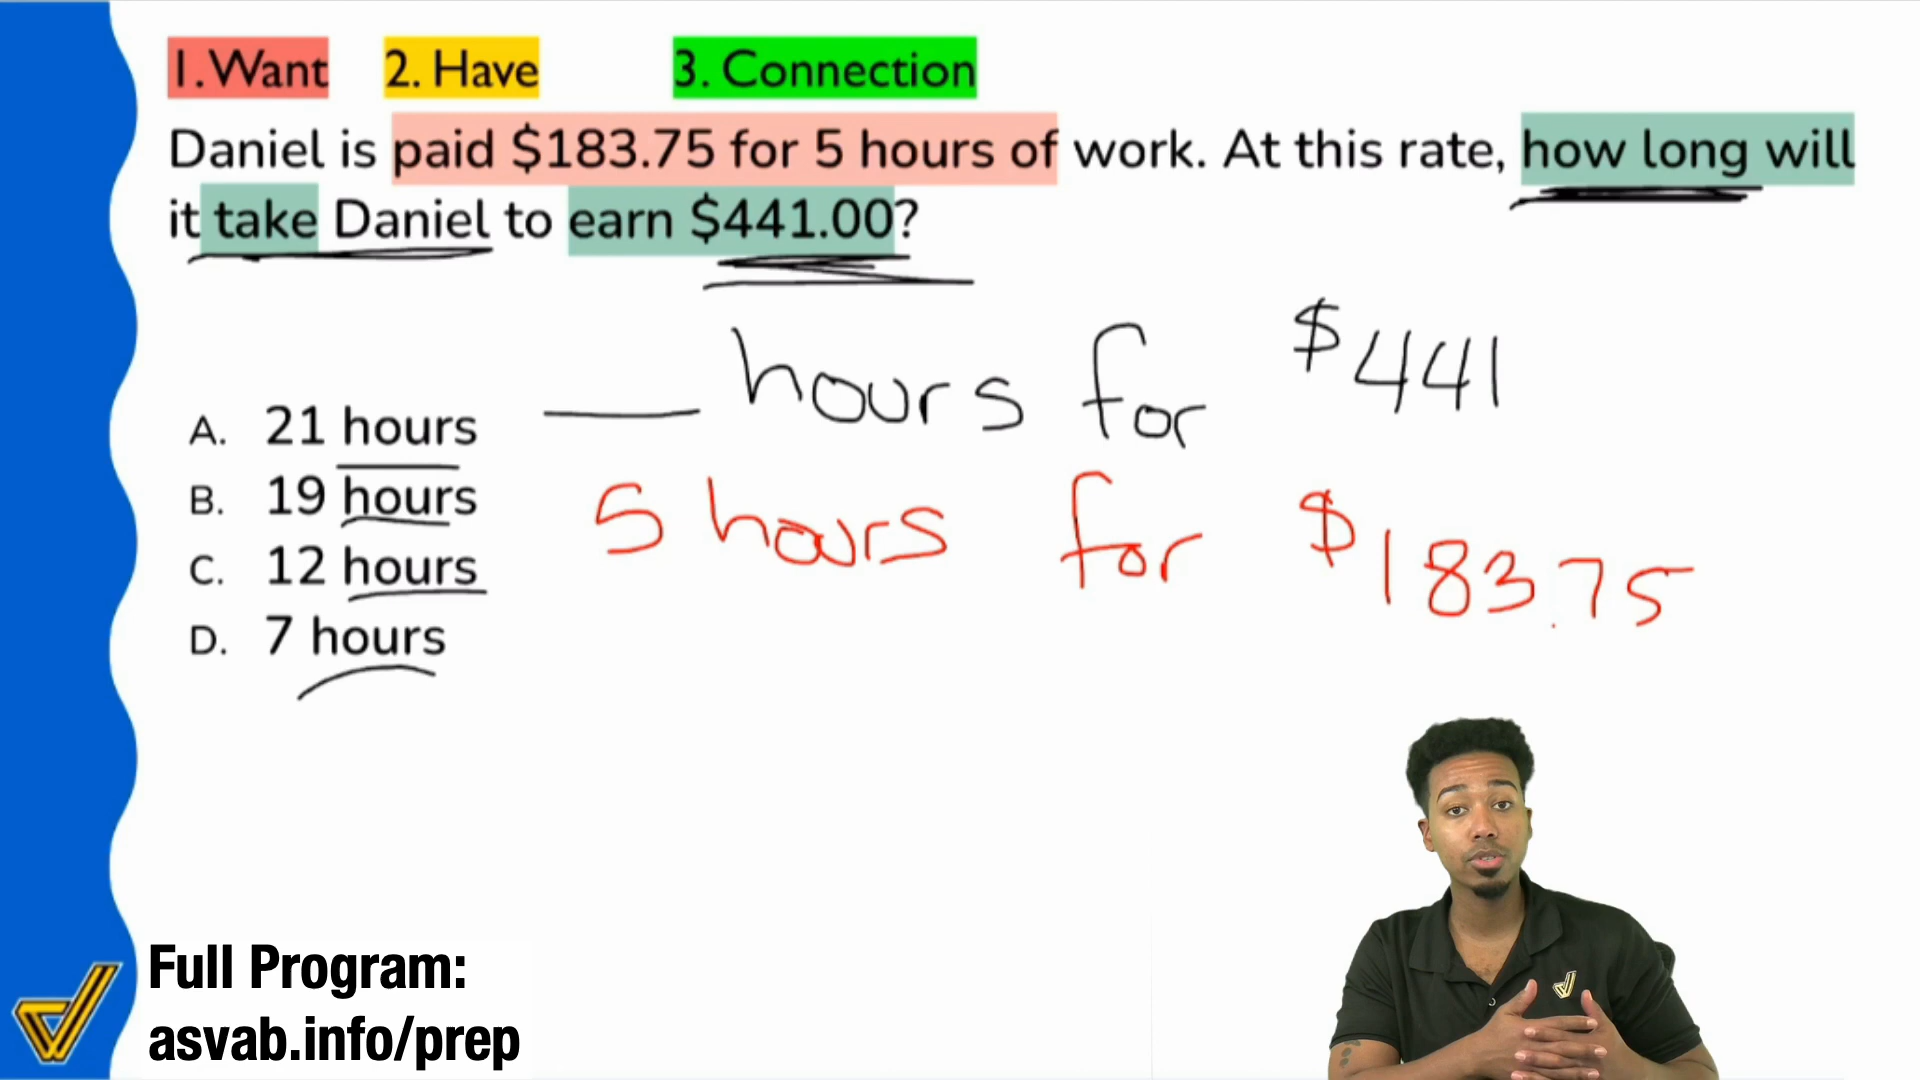 1. Want 2. Have 3. Connection
Daniel is paid $183.75 for 5 hours of work. At this rate, how long will
it take Daniel to earn $441.00?
___ hours for $441
A. 21 hours
B. 19 hours
5 hours for $183.75
C. 12 hours
D. 7 hours
Full Program:
asvab.info/prep